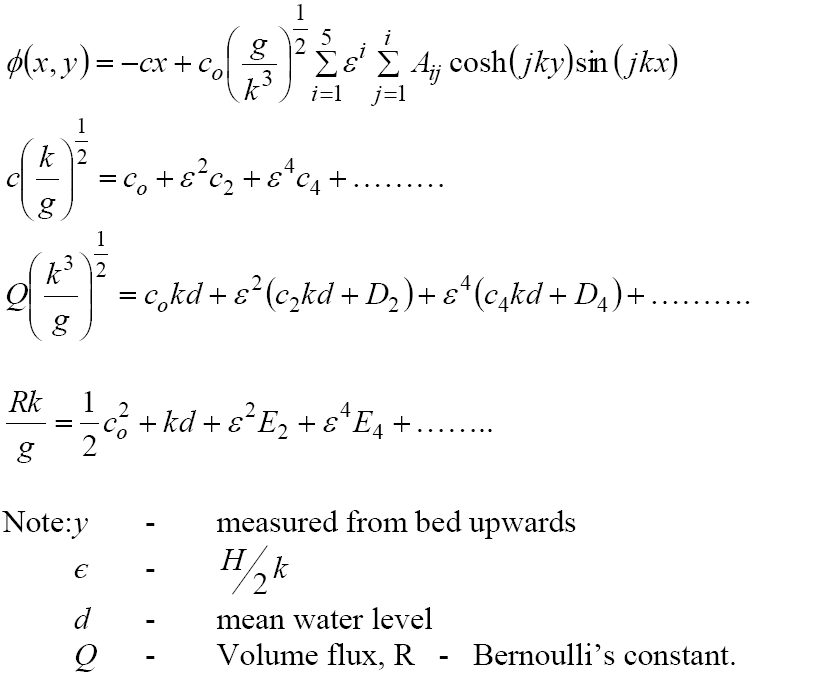 ϕ(x, y) = −cx + c_o (g/k^3)^{1/2} Σ_{i=1}^{5} ε^i Σ_{j=1}^{i} A_{ij} cosh(jky) sin (jkx)
c(k/g)^{1/2} = c_o + ε^2 c_2 + ε^4 c_4 + .........
Q(k^3/g)^{1/2} = c_o kd + ε^2 (c_2 kd + D_2) + ε^4 (c_4 kd + D_4) + ..........
Rk/g = 1/2 c_o^2 + kd + ε^2 E_2 + ε^4 E_4 + ........
Note: y - measured from bed upwards
ϵ - H/2 k
d - mean water level
Q - Volume flux, R - Bernoulli’s constant.